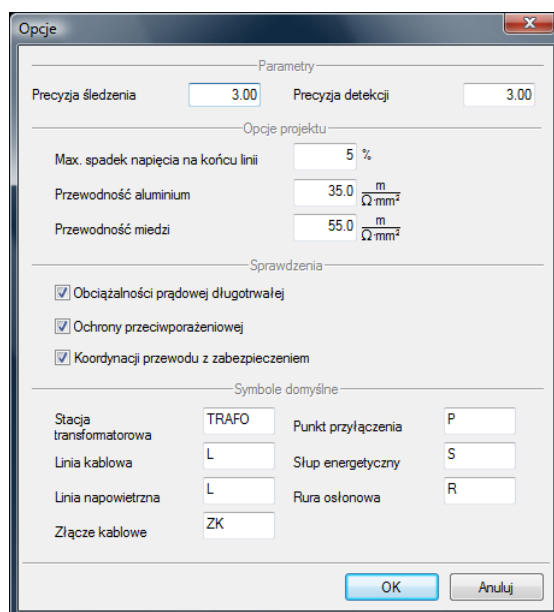 Opcje
Parametry
Precyzja śledzenia 3.00 Precyzja detekcji 3.00
Opcje projektu
Max. spadek napięcia na końcu linii 5 %
Przewodność aluminium 35.0 m/Ω·mm²
Przewodność miedzi 55.0 m/Ω·mm²
Sprawdzenia
Obciążalności prądowej długotrwałej
Ochrony przeciwporażeniowej
Koordynacji przewodu z zabezpieczeniem
Symbole domyślne
Stacja transformatorowa TRAFO Punkt przyłączenia P
Linia kablowa L Słup energetyczny S
Linia napowietrzna L Rura osłonowa R
Złącze kablowe ZK
OK Anuluj